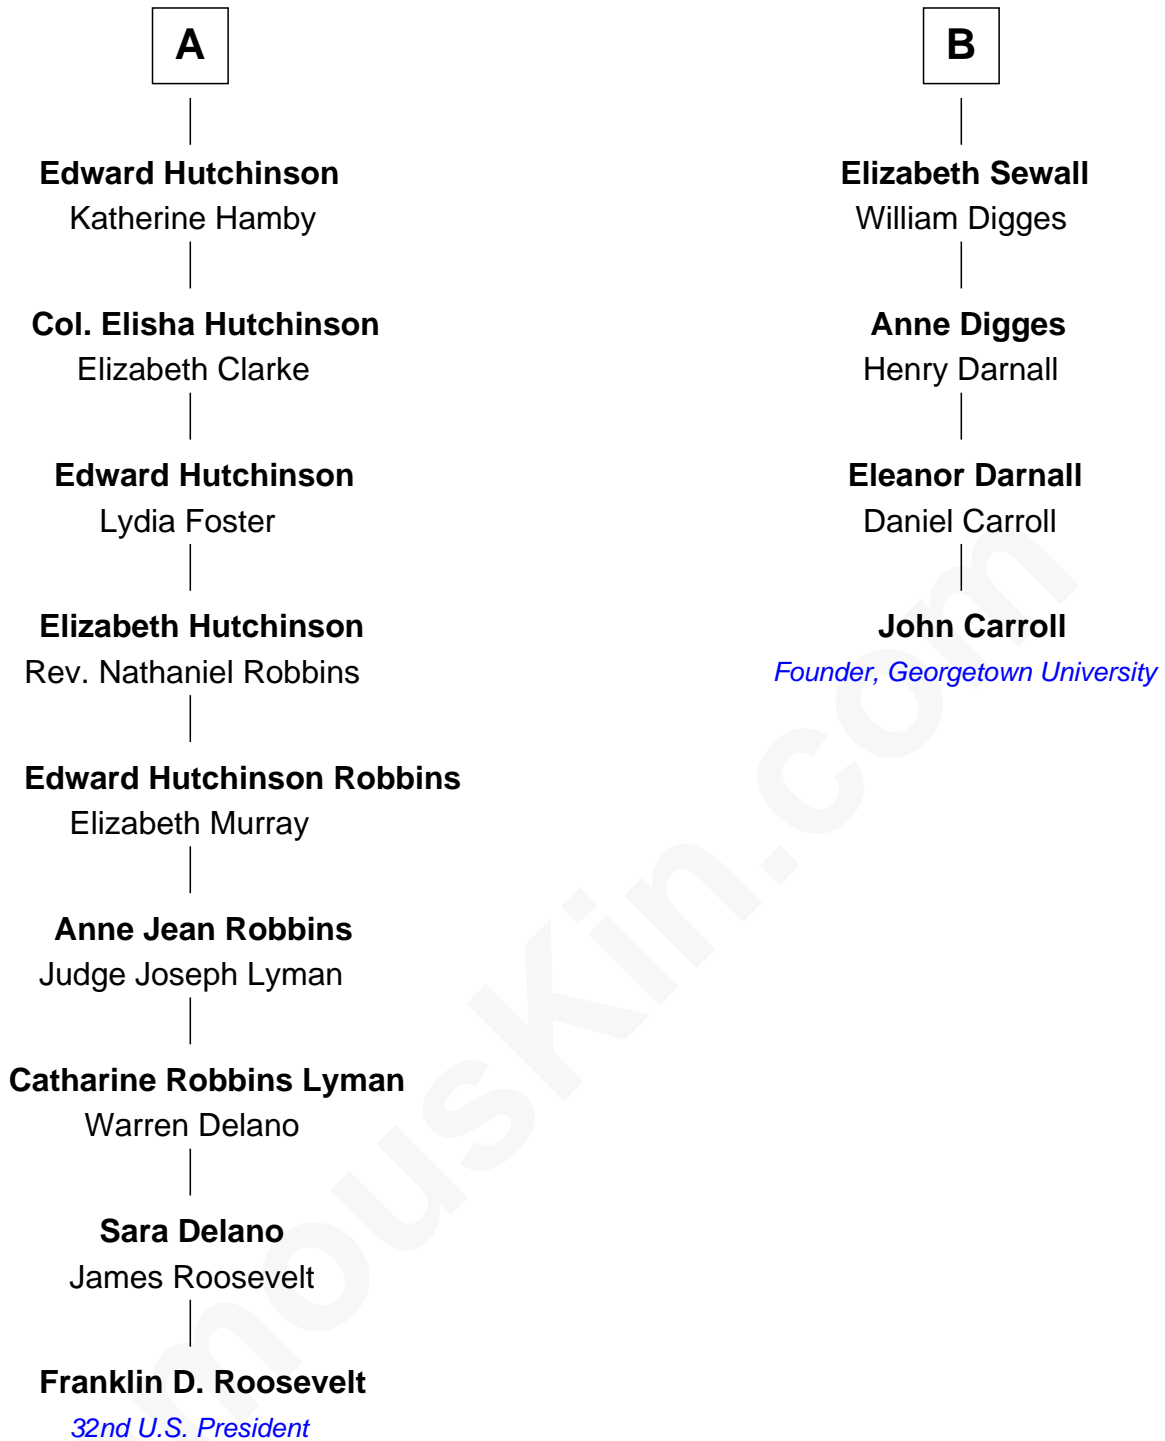 A
Edward Hutchinson
Katherine Hamby
Col. Elisha Hutchinson
Elizabeth Clarke
Edward Hutchinson
Lydia Foster
Elizabeth Hutchinson
Rev. Nathaniel Robbins
Edward Hutchinson Robbins
Elizabeth Murray
Anne Jean Robbins
Judge Joseph Lyman
Catharine Robbins Lyman
Warren Delano
Sara Delano
James Roosevelt
Franklin D. Roosevelt
32nd U.S. President
B
Elizabeth Sewall
William Digges
Anne Digges
Henry Darnall
Eleanor Darnall
Daniel Carroll
John Carroll
Founder, Georgetown University
mousKin.com